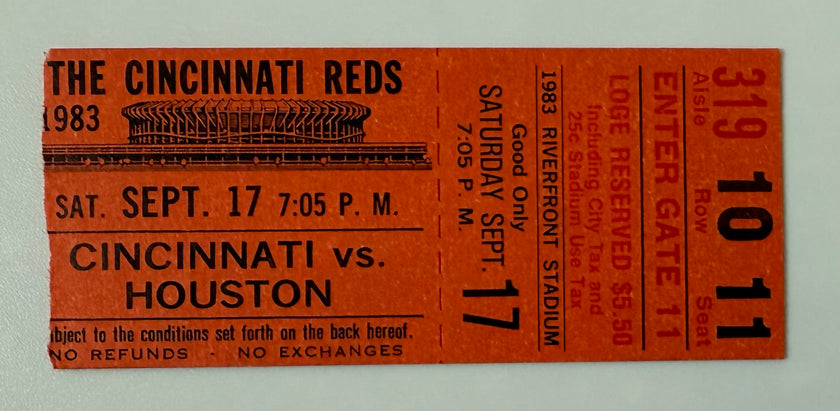 THE CINCINNATI REDS
1983
SAT. SEPT. 17 7:05 P. M.
CINCINNATI vs.
HOUSTON
bject to the conditions set forth on the back hereof.
NO REFUNDS - NO EXCHANGES
319 10 11
Aisle Row Seat
ENTER GATE 11
LOGE RESERVED $5.50
Including City Tax and
25c Stadium Use Tax
1983 RIVERFRONT STADIUM
Good Only
SATURDAY SEPT. 17
7:05 P. M.